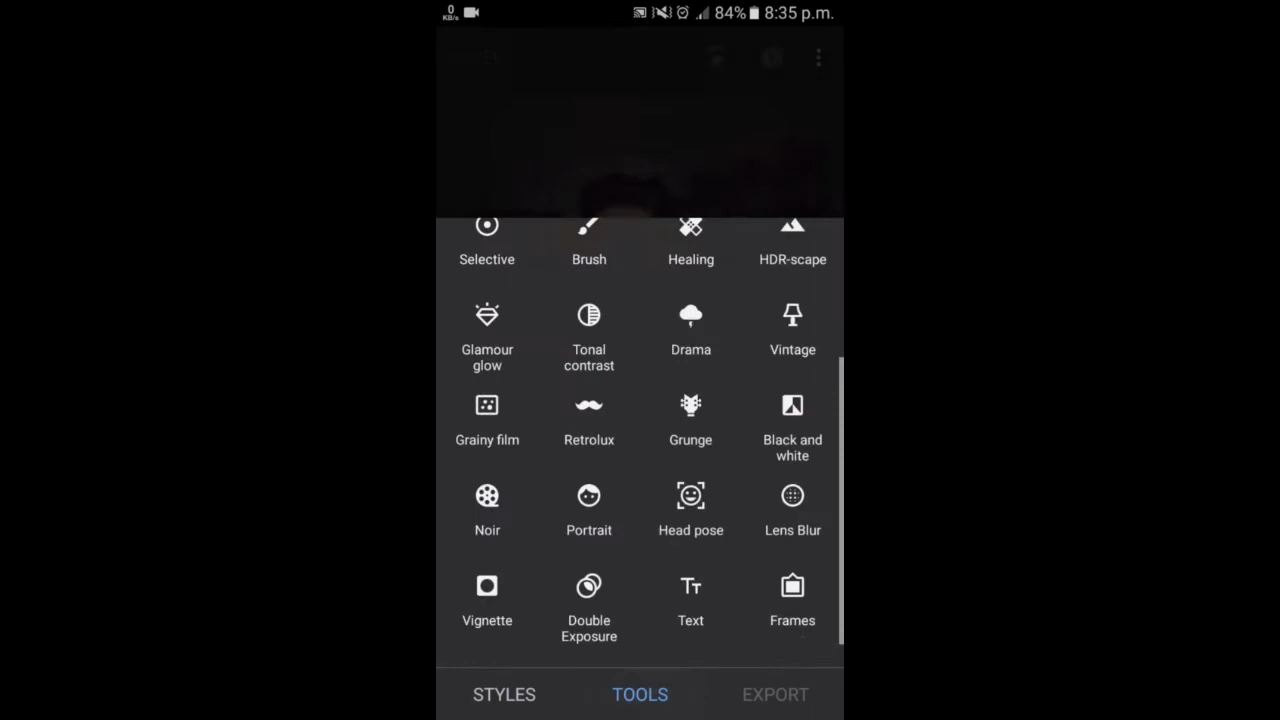 0
KB/s
84% 8:35 p.m.
Selective Brush Healing HDR-scape
Glamour glow Tonal contrast Drama Vintage
Grainy film Retrolux Grunge Black and white
Noir Portrait Head pose Lens Blur
Vignette Double Exposure Text Frames
STYLES TOOLS EXPORT